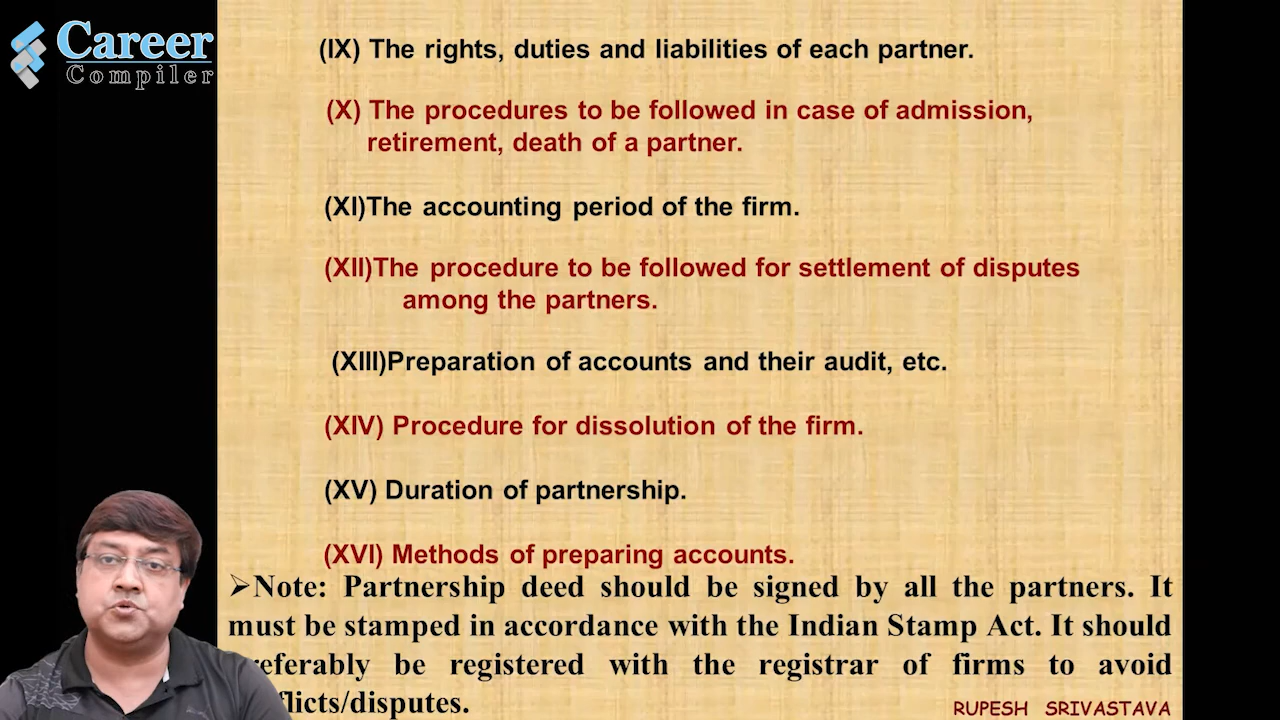 Career
Compiler
(IX) The rights, duties and liabilities of each partner.
(X) The procedures to be followed in case of admission,
retirement, death of a partner.
(XI)The accounting period of the firm.
(XII)The procedure to be followed for settlement of disputes
among the partners.
(XIII)Preparation of accounts and their audit, etc.
(XIV) Procedure for dissolution of the firm.
(XV) Duration of partnership.
(XVI) Methods of preparing accounts.
➢Note: Partnership deed should be signed by all the partners. It
must be stamped in accordance with the Indian Stamp Act. It should
be registered with the registrar of firms to avoid
RUPESH SRIVASTAVA